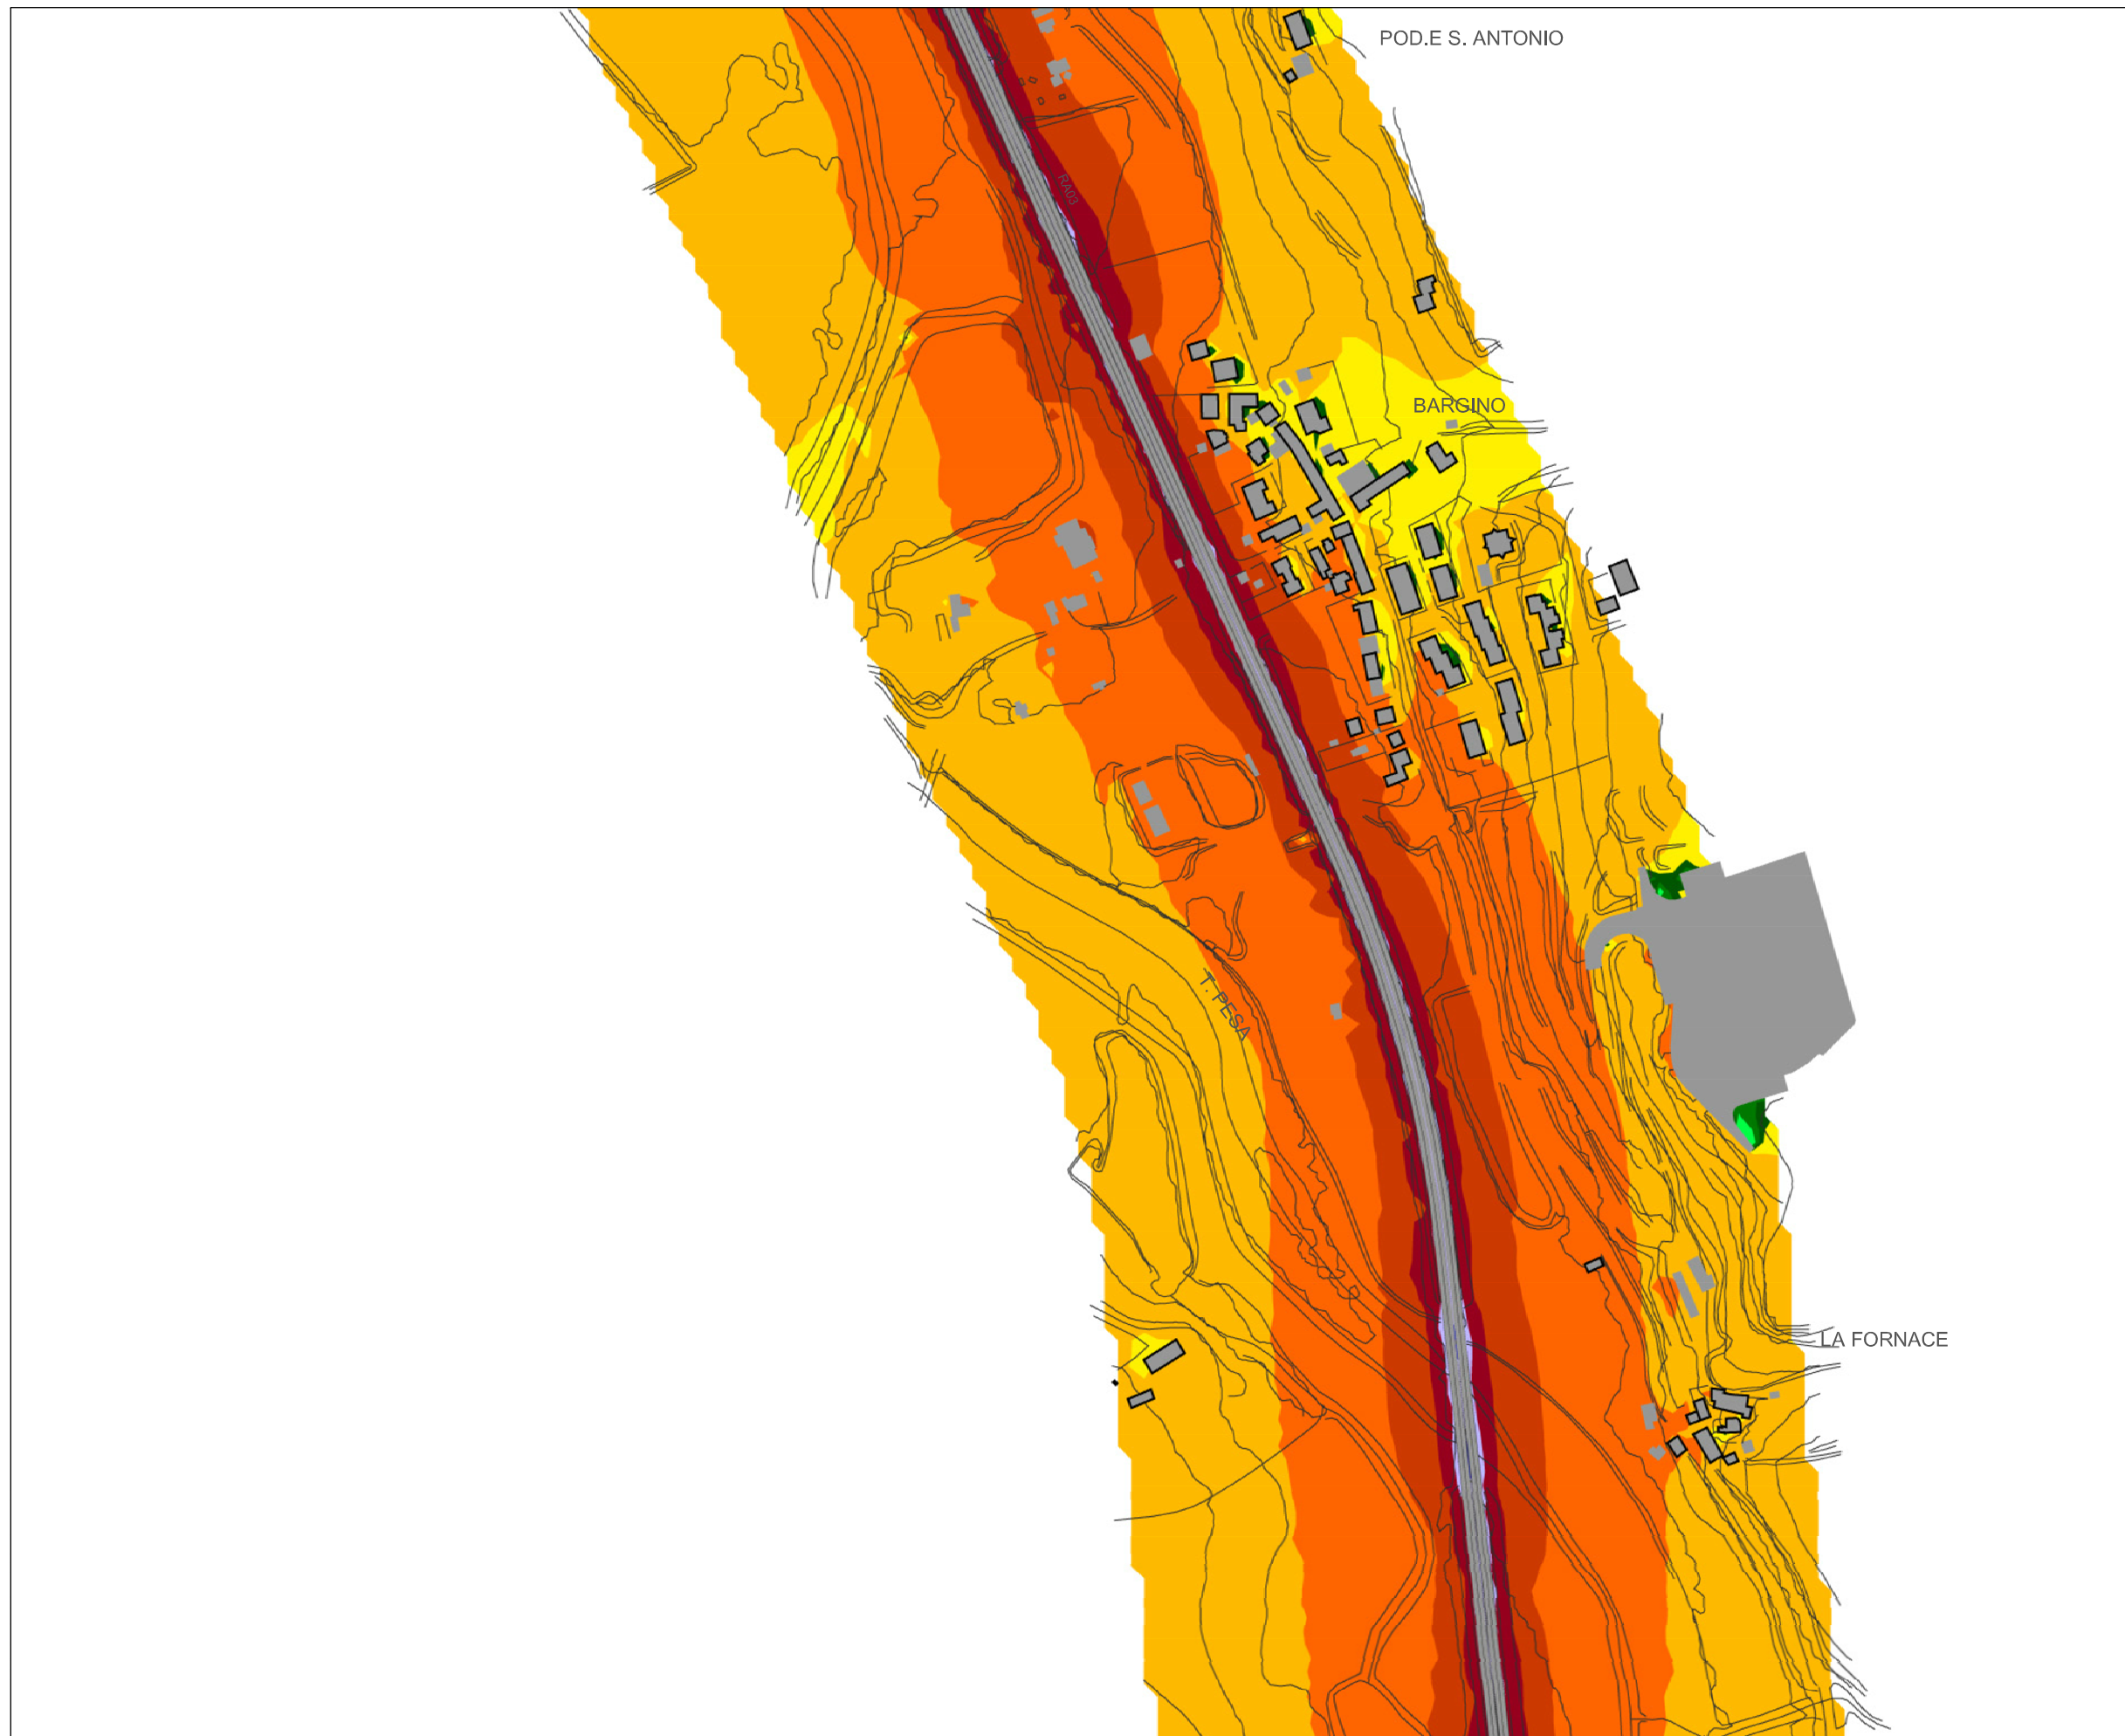 POD.E S. ANTONIO
RA03
BARGINO
T. PESA
LA FORNACE